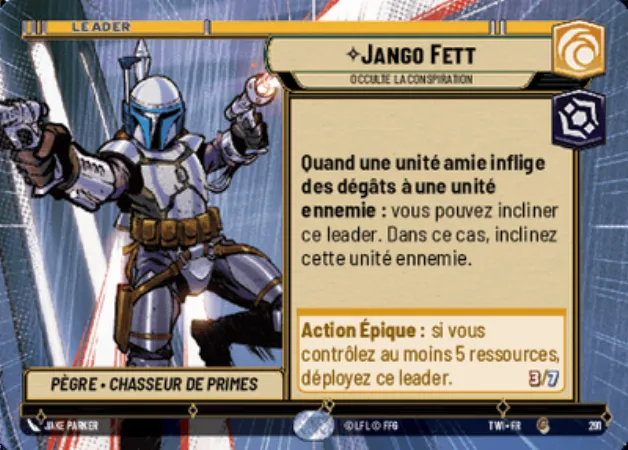 LEADER
JANGO FETT
OCCULTE LA CONSPIRATION
Quand une unité amie inflige
des dégâts à une unité
ennemie : vous pouvez incliner
ce leader. Dans ce cas, inclinez
cette unité ennemie.
Action Épique : si vous
contrôlez au moins 5 ressources,
déployez ce leader. 3/7
PÈGRE • CHASSEUR DE PRIMES
JAKE PARKER
© LFL © FFG
TWI • FR
291